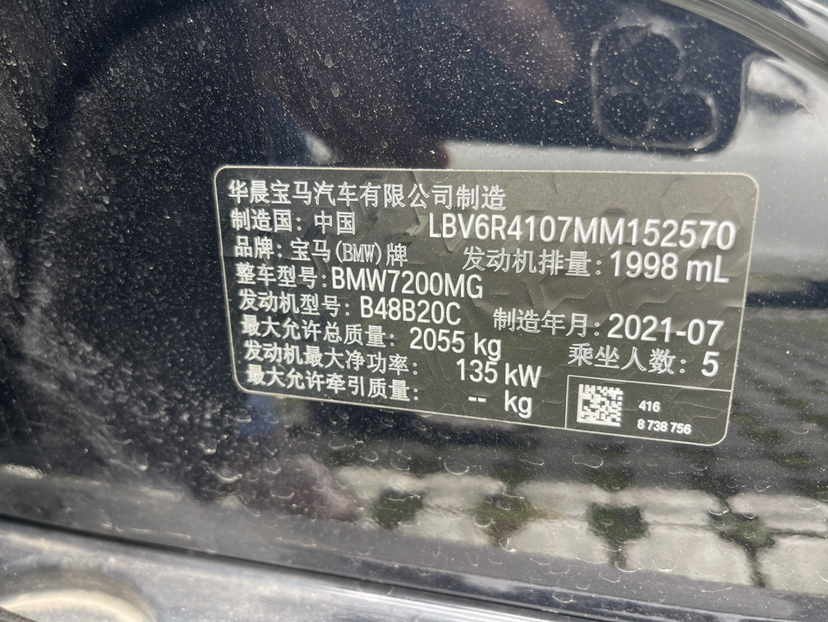 华晨宝马汽车有限公司制造
制造国：中国 LBV6R4107MM152570
品牌：宝马(BMW)牌 发动机排量：1998 mL
整车型号：BMW7200MG
发动机型号：B48B20C 制造年月：2021-07
最大允许总质量：2055 kg 乘坐人数：5
发动机最大净功率：135 kW
最大允许牵引质量：-- kg
416
8 738 756